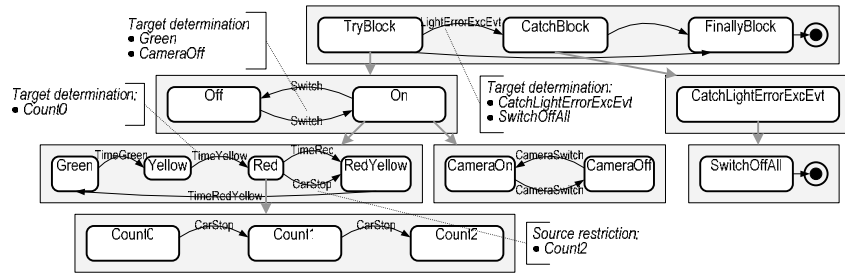 Target determination
• Green
• CameraOff
TryBlock
LightErrorExcEvt
CatchBlock
FinallyBlock
Target determination;
• Count0
Off
Switch
Switch
On
Target determination:
• CatchLightErrorExcEvt
• SwitchOffAll
CatchLightErrorExcEvt
Green
TimeGreen
Yellow
TimeYellow
Red
TimeRec
CarStop
RedYellow
TimeRedYellow
CameraOn
CameraSwitch
CameraSwitch
CameraOff
SwitchOffAll
Count0
CarStop
Count1
CarStop
Count2
Source restriction;
• Count2